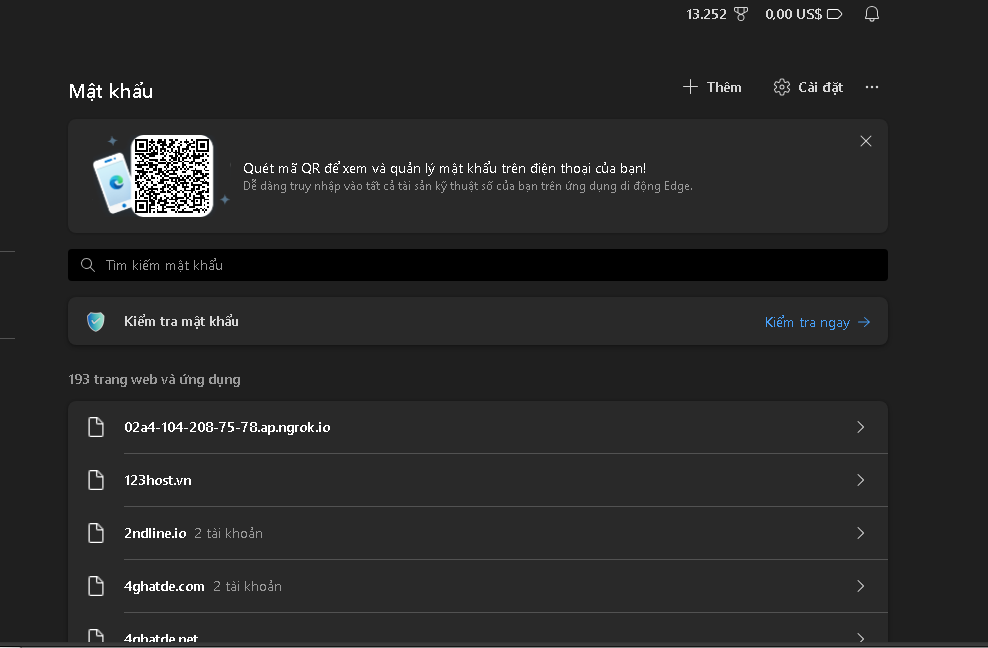 13.252 0,00 US$
Mật khẩu
Thêm Cài đặt
Quét mã QR để xem và quản lý mật khẩu trên điện thoại của bạn!
Dễ dàng truy nhập vào tất cả tài sản kỹ thuật số của bạn trên ứng dụng di động Edge.
Tìm kiếm mật khẩu
Kiểm tra mật khẩu Kiểm tra ngay
193 trang web và ứng dụng
02a4-104-208-75-78.ap.ngrok.io
123host.vn
2ndline.io 2 tài khoản
4ghatde.com 2 tài khoản
4ghatde.net